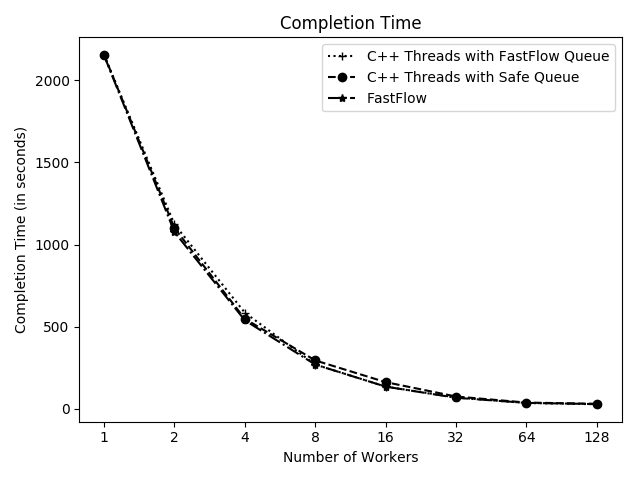 Completion Time
C++ Threads with FastFlow Queue
C++ Threads with Safe Queue
FastFlow
Completion Time (in seconds)
2000
1500
1000
500
0
1 2 4 8 16 32 64 128
Number of Workers